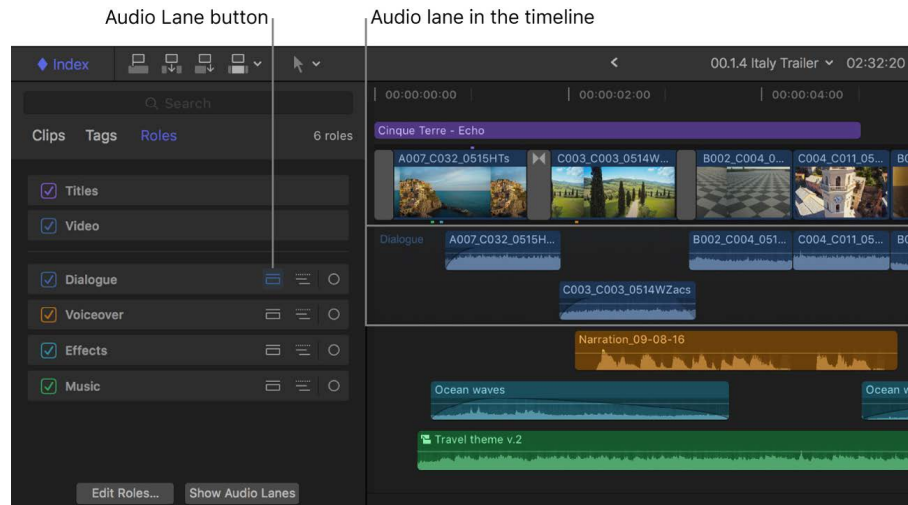 Audio Lane button
Audio lane in the timeline
Index
00.1.4 Italy Trailer
02:32:20
Search
00:00:00:00
00:00:02:00
00:00:04:00
Clips
Tags
Roles
6 roles
Cinque Terre - Echo
A007_C032_0515HTs
C003_C003_0514W...
B002_C004_0...
C004_C011_05...
Titles
Video
Dialogue
A007_C032_0515H...
B002_C004_051...
C004_C011_05...
Dialogue
C003_C003_0514WZacs
Voiceover
Narration_09-08-16
Effects
Music
Ocean waves
Ocean
Travel theme v.2
Edit Roles...
Show Audio Lanes